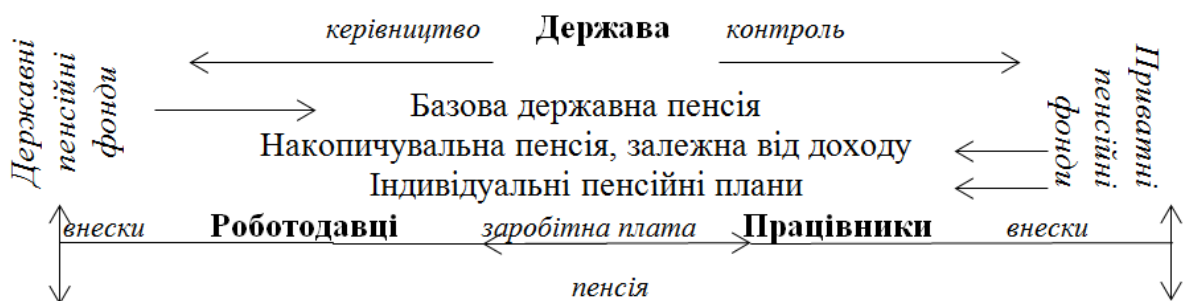 керівництво Держава контроль
Державні
пенсійні
фонди
Приватні
пенсійні
фонди
Базова державна пенсія
Накопичувальна пенсія, залежна від доходу
Індивідуальні пенсійні плани
внески Роботодавці заробітна плата Працівники внески
пенсія